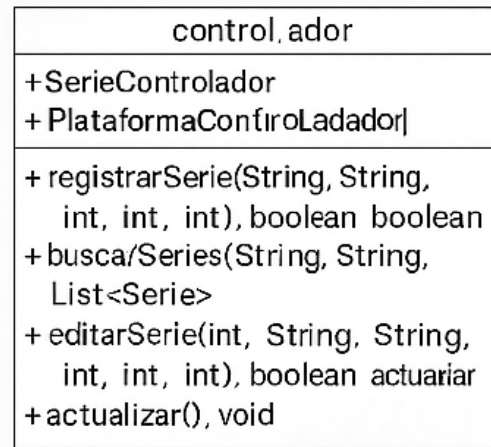 control.ador
+SerieControlador
+ PlataformaConfiroLadador|
+ registrarSerie(String, String,
int, int, int), boolean boolean
+ busca/Series(String, String,
List<Serie>
+ editarSerie(int, String, String,
int, int, int), boolean actuariar
+ actualizar(), void